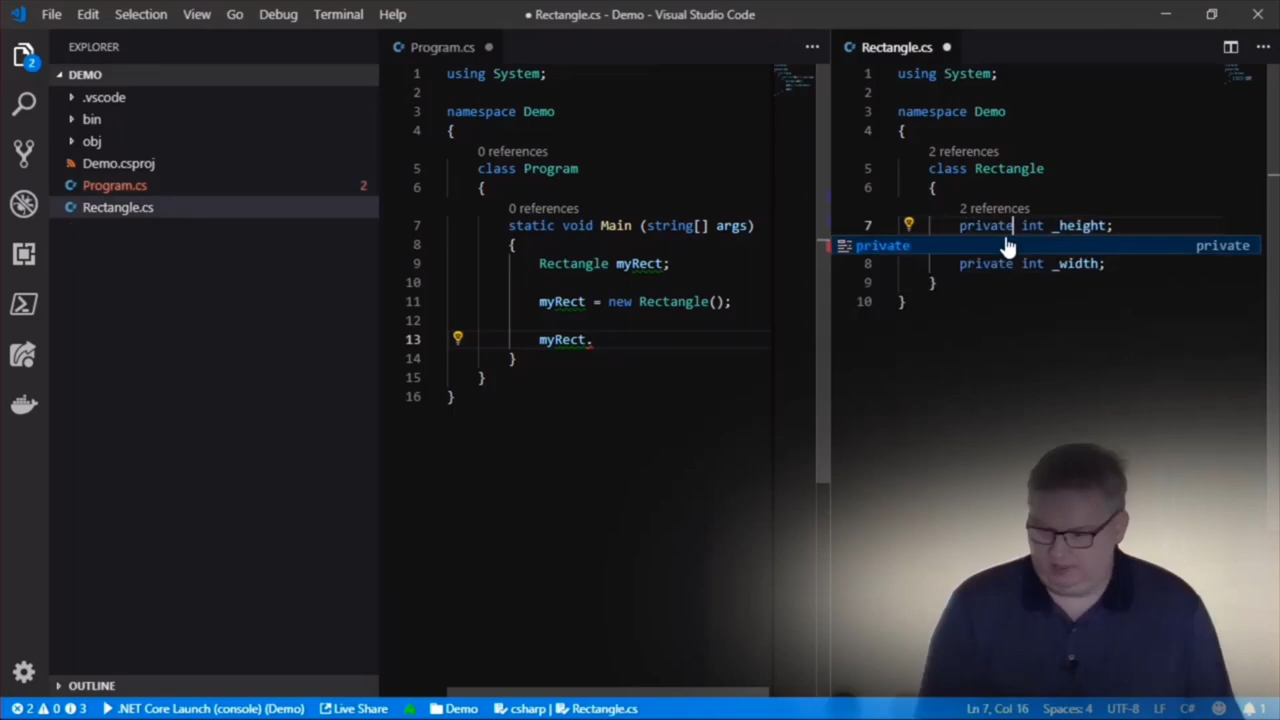 File Edit Selection View Go Debug Terminal Help
● Rectangle.cs - Demo - Visual Studio Code
2
EXPLORER
DEMO
.vscode
bin
obj
Demo.csproj
Program.cs 2
Rectangle.cs
OUTLINE
Program.cs
1 using System;
2
3 namespace Demo
4 {
0 references
5 class Program
6 {
0 references
7 static void Main (string[] args)
8 {
9 Rectangle myRect;
10
11 myRect = new Rectangle();
12
13 myRect.
14 }
15 }
16 }
Rectangle.cs
1 using System;
2
3 namespace Demo
4 {
2 references
5 class Rectangle
6 {
2 references
7 private int _height;
private private
8 private int _width;
9 }
10 }
2 0 3 .NET Core Launch (console) (Demo) Live Share Demo csharp | Rectangle.cs Ln 7, Col 16 Spaces: 4 UTF-8 LF C# 1